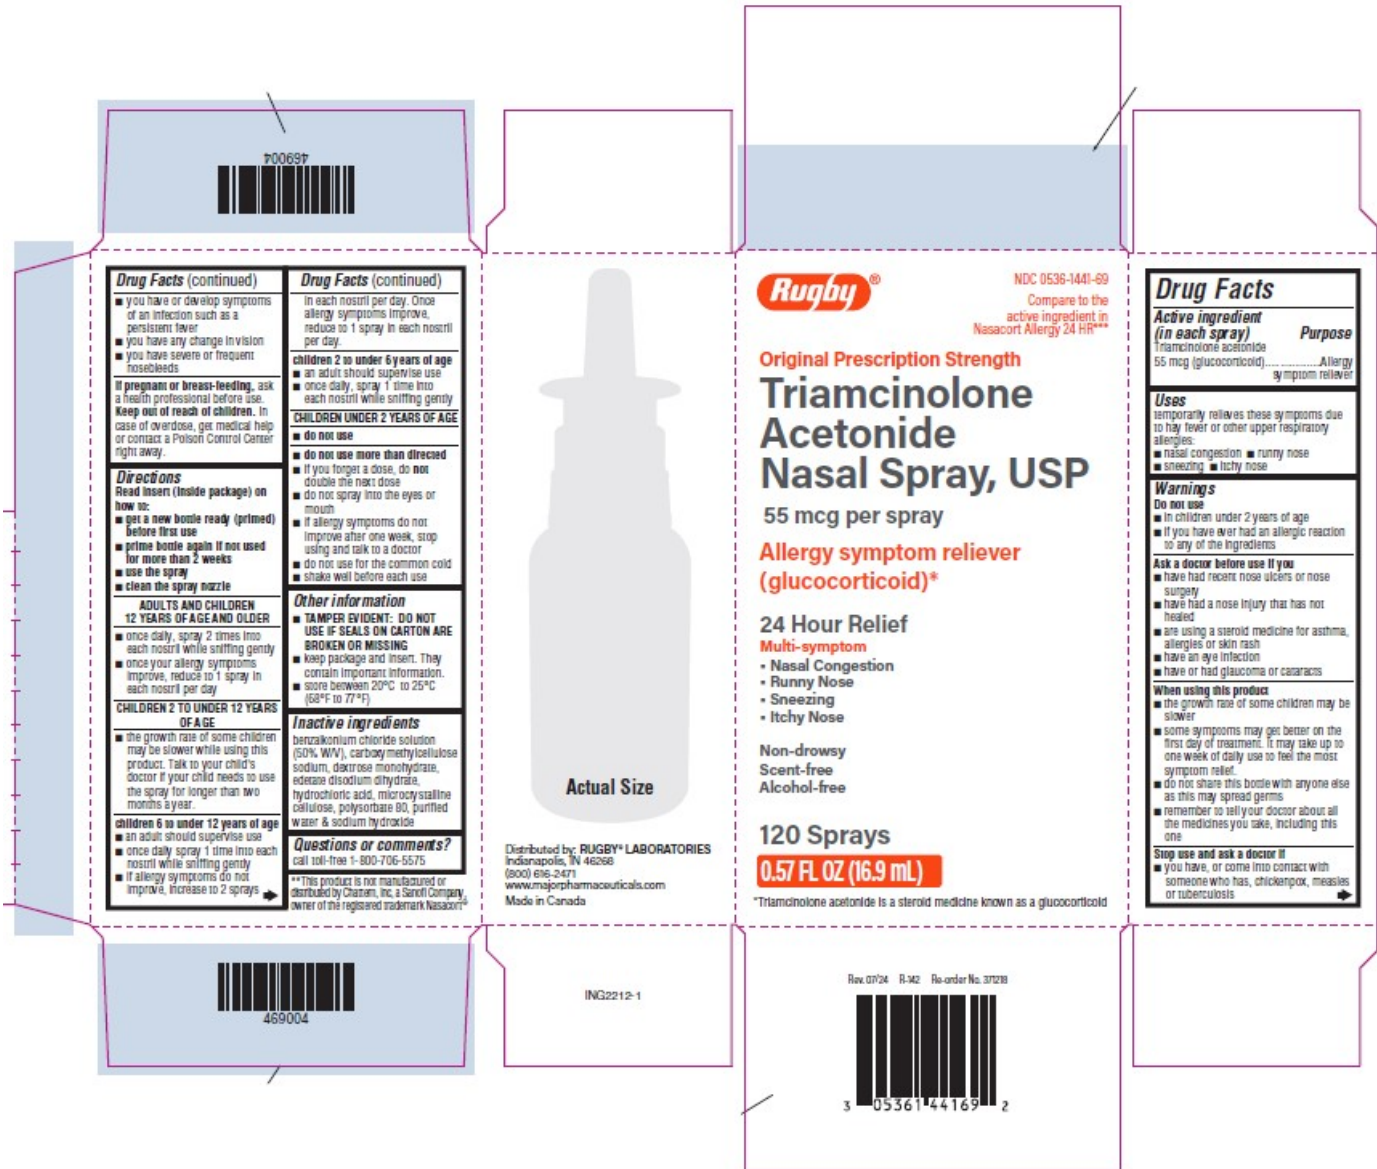 469004
Drug Facts (continued)
■ you have or develop symptoms
of an infection such as a
persistent fever
■ you have any change in vision
■ you have severe or frequent
nosebleeds
If pregnant or breast-feeding, ask
a health professional before use.
Keep out of reach of children. In
case of overdose, get medical help
or contact a Poison Control Center
right away.
Directions
Read insert (inside package) on
how to:
■ get a new bottle ready (primed)
before first use
■ prime bottle again if not used
for more than 2 weeks
■ use the spray
■ clean the spray nozzle
ADULTS AND CHILDREN
12 YEARS OF AGE AND OLDER
■ once daily, spray 2 times into
each nostril while sniffing gently
■ once your allergy symptoms
improve, reduce to 1 spray in
each nostril per day
CHILDREN 2 TO UNDER 12 YEARS
OF AGE
■ the growth rate of some children
may be slower while using this
product. Talk to your child's
doctor if your child needs to use
the spray for longer than two
months a year.
children 6 to under 12 years of age
■ an adult should supervise use
■ once daily spray 1 time into each
nostril while sniffing gently
■ if allergy symptoms do not
improve, increase to 2 sprays
Drug Facts (continued)
in each nostril per day. Once
allergy symptoms improve,
reduce to 1 spray in each nostril
per day.
children 2 to under 6 years of age
■ an adult should supervise use
■ once daily, spray 1 time into
each nostril while sniffing gently
CHILDREN UNDER 2 YEARS OF AGE
■ do not use
■ do not use more than directed
■ if you forget a dose, do not
double the next dose
■ do not spray into the eyes or
mouth
■ if allergy symptoms do not
improve after one week, stop
using and talk to a doctor
■ do not use for the common cold
■ shake well before each use
Other information
■ TAMPER EVIDENT: DO NOT
USE IF SEALS ON CARTON ARE
BROKEN OR MISSING
■ keep package and insert. They
contain important information.
■ store between 20°C to 25°C
(68°F to 77°F)
Inactive ingredients
benzalkonium chloride solution
(50% W/V), carboxymethylcellulose
sodium, dextrose monohydrate,
edetate disodium dihydrate,
hydrochloric acid, microcrystalline
cellulose, polysorbate 80, purified
water & sodium hydroxide
Questions or comments?
call toll-free 1-800-706-5575
**This product is not manufactured or
distributed by Chattem, Inc, a Sanofi Company,
owner of the registered trademark Nasacort®
469004
Actual Size
Distributed by: RUGBY® LABORATORIES
Indianapolis, IN 46268
(800) 616-2471
www.majorpharmaceuticals.com
Made in Canada
ING2212-1
Rugby®
NDC 0536-1441-69
Compare to the
active ingredient in
Nasacort Allergy 24 HR***
Original Prescription Strength
Triamcinolone
Acetonide
Nasal Spray, USP
55 mcg per spray
Allergy symptom reliever
(glucocorticoid)*
24 Hour Relief
Multi-symptom
• Nasal Congestion
• Runny Nose
• Sneezing
• Itchy Nose
Non-drowsy
Scent-free
Alcohol-free
120 Sprays
0.57 FL OZ (16.9 mL)
*Triamcinolone acetonide is a steroid medicine known as a glucocorticoid
Rev. 07/24 R-142 Re-order No. 371218
3 05361 44169 2
Drug Facts
Active ingredient
(in each spray) Purpose
Triamcinolone acetonide
55 mcg (glucocorticoid)................Allergy
symptom reliever
Uses
temporarily relieves these symptoms due
to hay fever or other upper respiratory
allergies:
■ nasal congestion ■ runny nose
■ sneezing ■ itchy nose
Warnings
Do not use
■ in children under 2 years of age
■ if you have ever had an allergic reaction
to any of the ingredients
Ask a doctor before use if you
■ have had recent nose ulcers or nose
surgery
■ have had a nose injury that has not
healed
■ are using a steroid medicine for asthma,
allergies or skin rash
■ have an eye infection
■ have or had glaucoma or cataracts
When using this product
■ the growth rate of some children may be
slower
■ some symptoms may get better on the
first day of treatment. It may take up to
one week of daily use to feel the most
symptom relief.
■ do not share this bottle with anyone else
as this may spread germs
■ remember to tell your doctor about all
the medicines you take, including this
one
Stop use and ask a doctor if
■ you have, or come into contact with
someone who has, chickenpox, measles
or tuberculosis